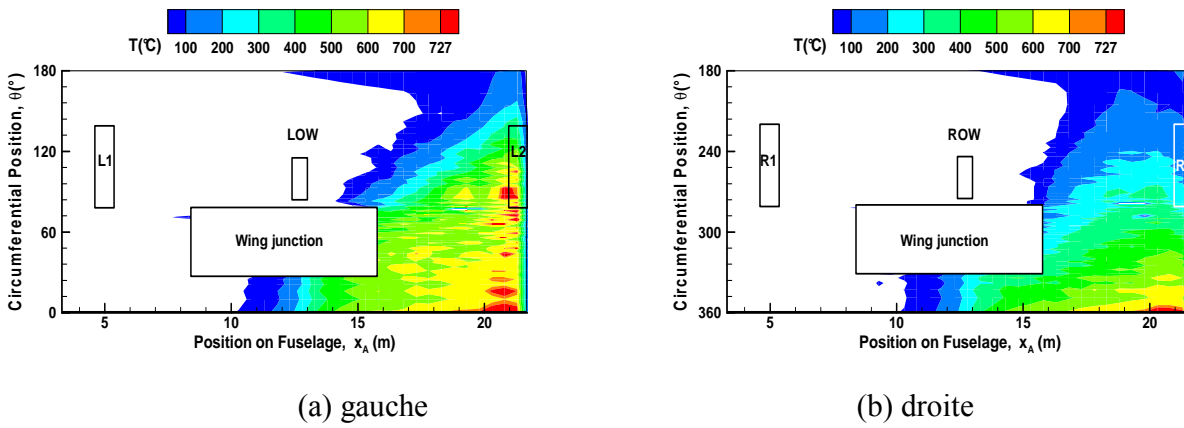 T(°C) 100 200 300 400 500 600 700 727
Circumferential Position, θ(°)
180
120
60
0
L1
LOW
L2
Wing junction
5 10 15 20
Position on Fuselage, x_A (m)
(a) gauche
T(°C) 100 200 300 400 500 600 700 727
Circumferential Position, θ(°)
180
240
300
360
R1
ROW
R
Wing junction
5 10 15 20
Position on Fuselage, x_A (m)
(b) droite